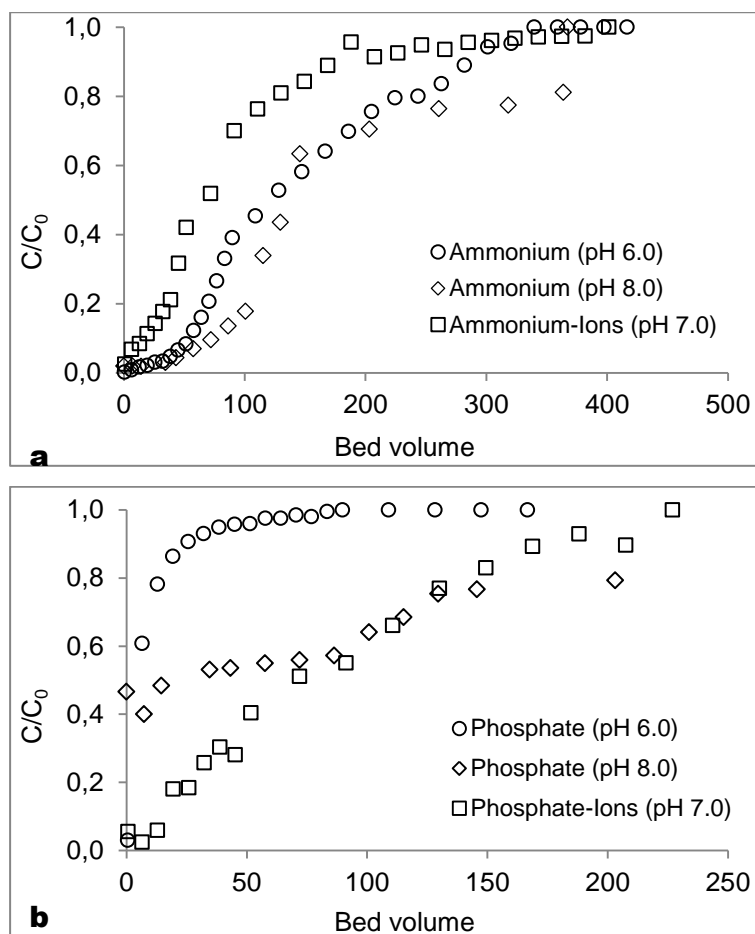 1,0
0,8
0,6
0,4
0,2
0,0
C/C0
Ammonium (pH 6.0)
Ammonium (pH 8.0)
Ammonium-Ions (pH 7.0)
0 100 200 300 400 500
Bed volume
a
1,0
0,8
0,6
0,4
0,2
0,0
C/C0
Phosphate (pH 6.0)
Phosphate (pH 8.0)
Phosphate-Ions (pH 7.0)
0 50 100 150 200 250
Bed volume
b